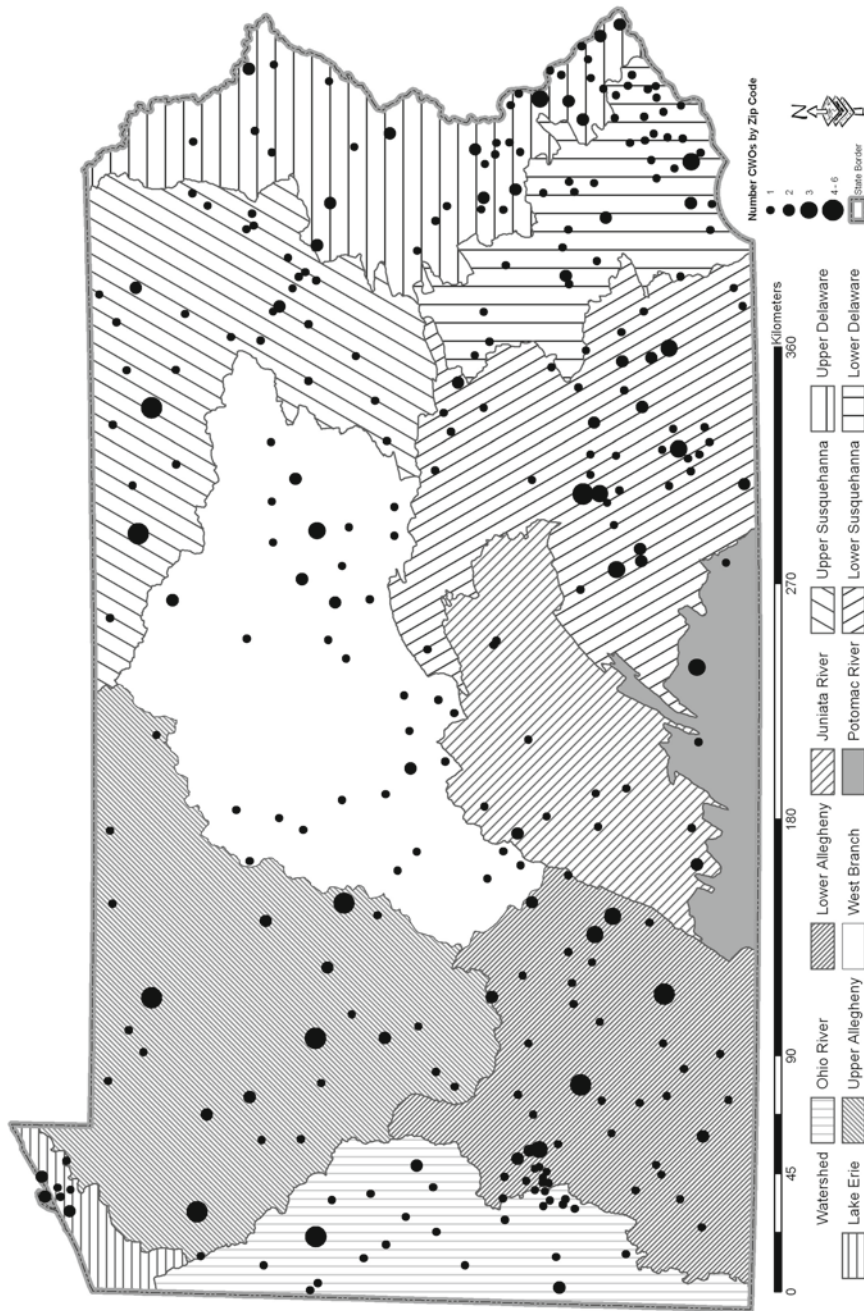 Number CWOs by Zip Code
1
2
3
4 - 6
State Border
N
0 45 90 180 270 360 Kilometers
Watershed Ohio River Lower Allegheny Juniata River Upper Susquehanna Upper Delaware
Lake Erie Upper Allegheny West Branch Potomac River Lower Susquehanna Lower Delaware